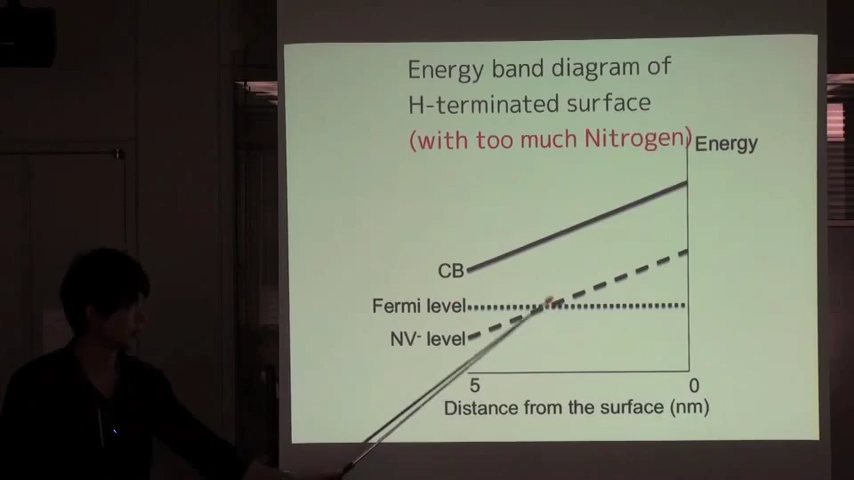 Energy band diagram of
H-terminated surface
(with too much Nitrogen)
Energy
CB
Fermi level
NV- level
5
0
Distance from the surface (nm)